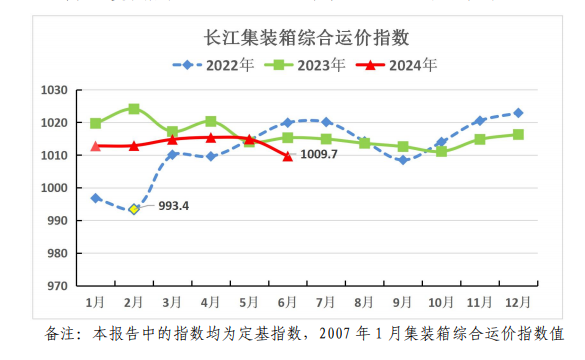 长江集装箱综合运价指数
2022年 2023年 2024年
1030
1020
1010
1000
990
980
970
1009.7
993.4
1月 2月 3月 4月 5月 6月 7月 8月 9月 10月 11月 12月
备注：本报告中的指数均为定基指数，2007 年 1 月集装箱综合运价指数值